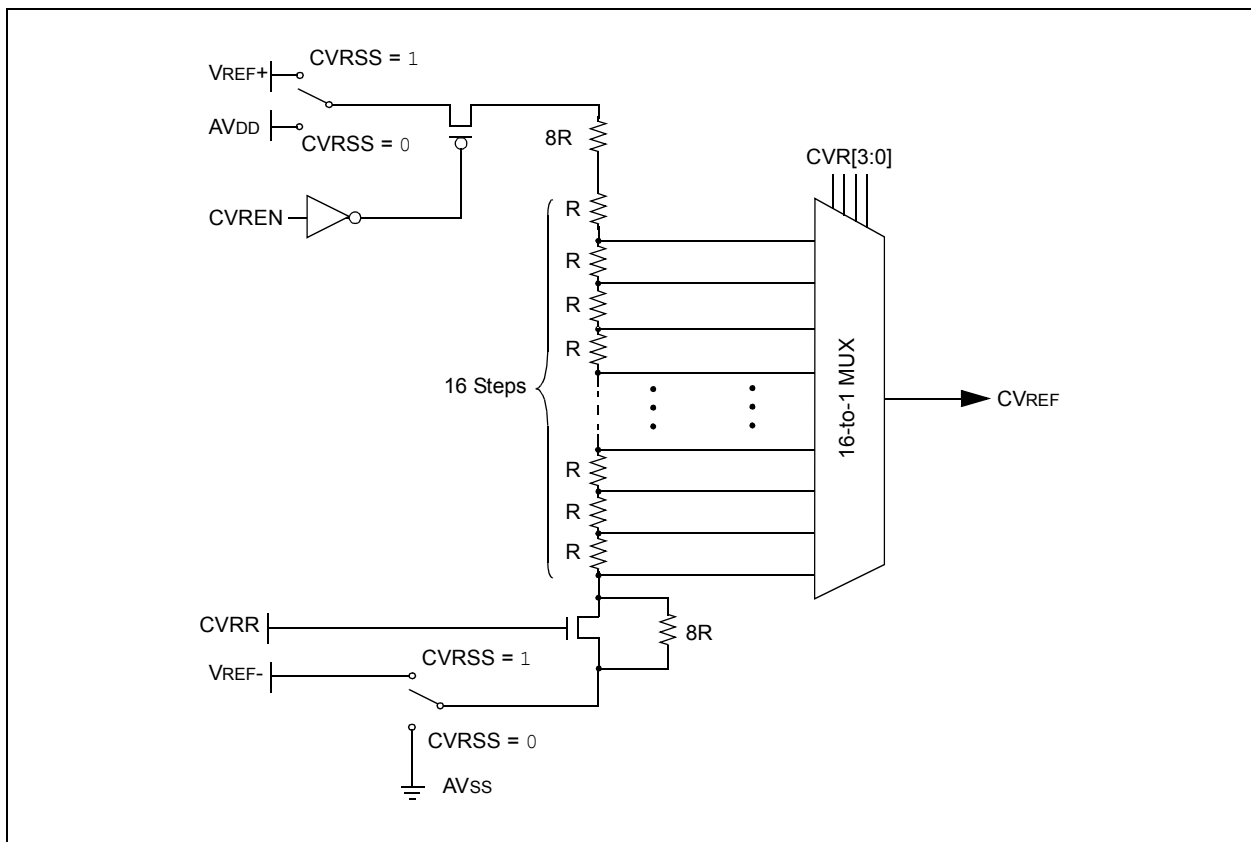 CVRSS = 1
VREF+
AVDD
CVRSS = 0
8R
CVR[3:0]
CVREN
R
R
R
R
16 Steps
16-to-1 MUX
CVREF
R
R
R
CVRR
8R
CVRSS = 1
VREF-
CVRSS = 0
AVSS